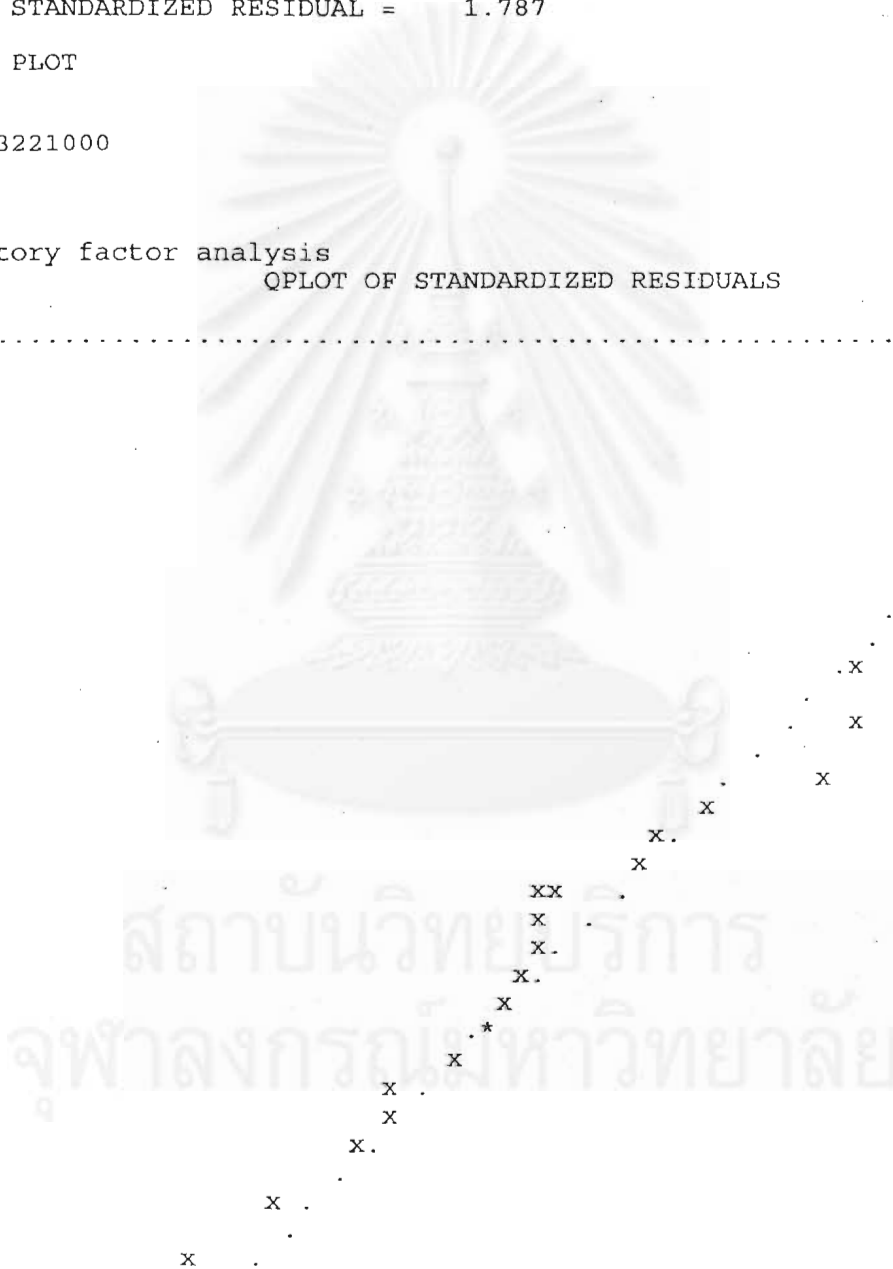 STANDARDIZED RESIDUAL = 1.787
PLOT
3221000
tory factor analysis
QPLOT OF STANDARDIZED RESIDUALS
..........................................................
.
.
.x
.
. x
.
. x
x
x.
x
xx .
x .
x.
x.
x
.*
x
x .
x
x.
.
x .
.
x .
สถาบันวิทยบริการ
จุฬาลงกรณ์มหาวิทยาลัย